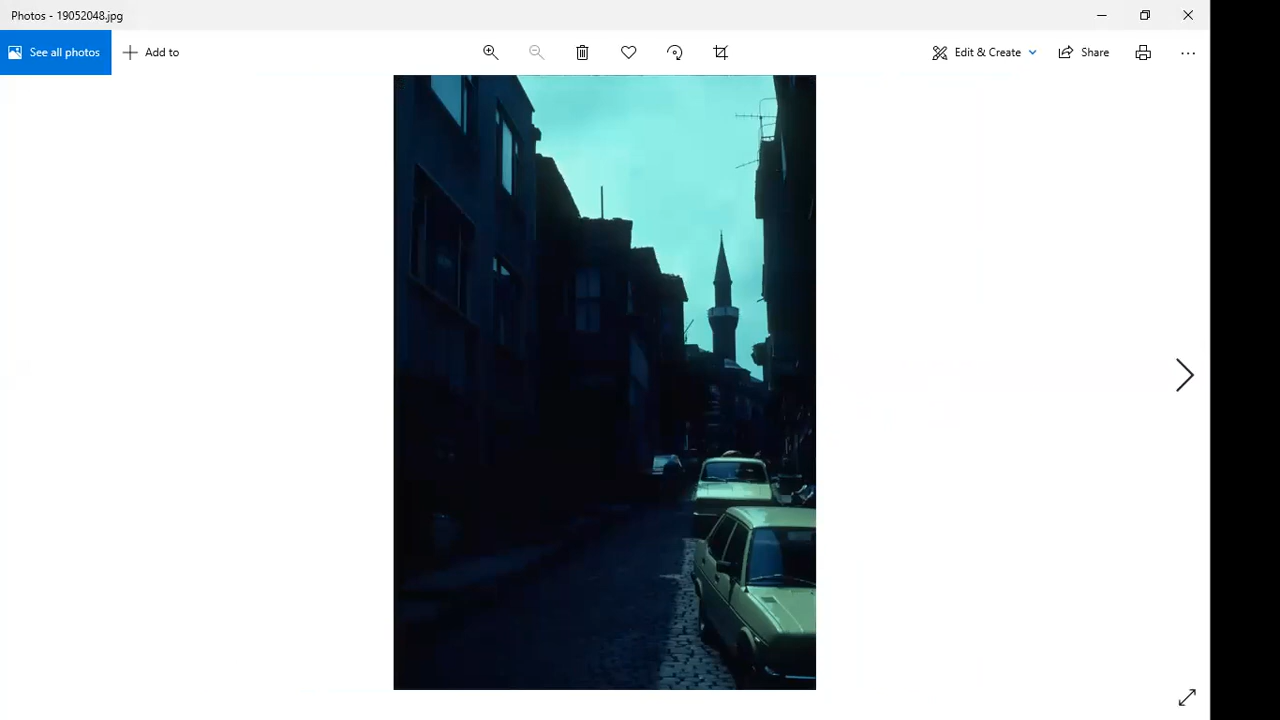 Photos - 19052048.jpg
See all photos
Add to
Edit & Create
Share